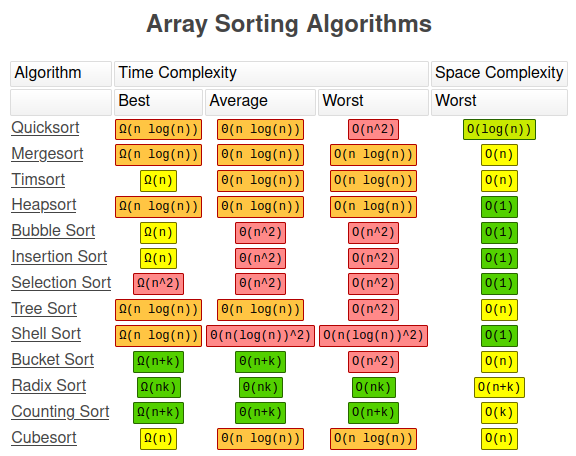 Array Sorting Algorithms
Algorithm Time Complexity Space Complexity
Best Average Worst Worst
Quicksort Ω(n log(n)) Θ(n log(n)) O(n^2) O(log(n))
Mergesort Ω(n log(n)) Θ(n log(n)) O(n log(n)) O(n)
Timsort Ω(n) Θ(n log(n)) O(n log(n)) O(n)
Heapsort Ω(n log(n)) Θ(n log(n)) O(n log(n)) O(1)
Bubble Sort Ω(n) Θ(n^2) O(n^2) O(1)
Insertion Sort Ω(n) Θ(n^2) O(n^2) O(1)
Selection Sort Ω(n^2) Θ(n^2) O(n^2) O(1)
Tree Sort Ω(n log(n)) Θ(n log(n)) O(n^2) O(n)
Shell Sort Ω(n log(n)) Θ(n(log(n))^2) O(n(log(n))^2) O(1)
Bucket Sort Ω(n+k) Θ(n+k) O(n^2) O(n)
Radix Sort Ω(nk) Θ(nk) O(nk) O(n+k)
Counting Sort Ω(n+k) Θ(n+k) O(n+k) O(k)
Cubesort Ω(n) Θ(n log(n)) O(n log(n)) O(n)